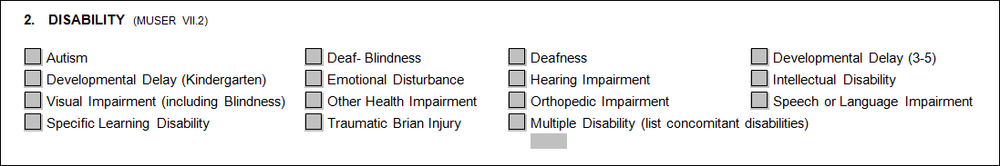 2. DISABILITY (MUSER VII.2)
Autism Deaf- Blindness Deafness Developmental Delay (3-5)
Developmental Delay (Kindergarten) Emotional Disturbance Hearing Impairment Intellectual Disability
Visual Impairment (including Blindness) Other Health Impairment Orthopedic Impairment Speech or Language Impairment
Specific Learning Disability Traumatic Brian Injury Multiple Disability (list concomitant disabilities)